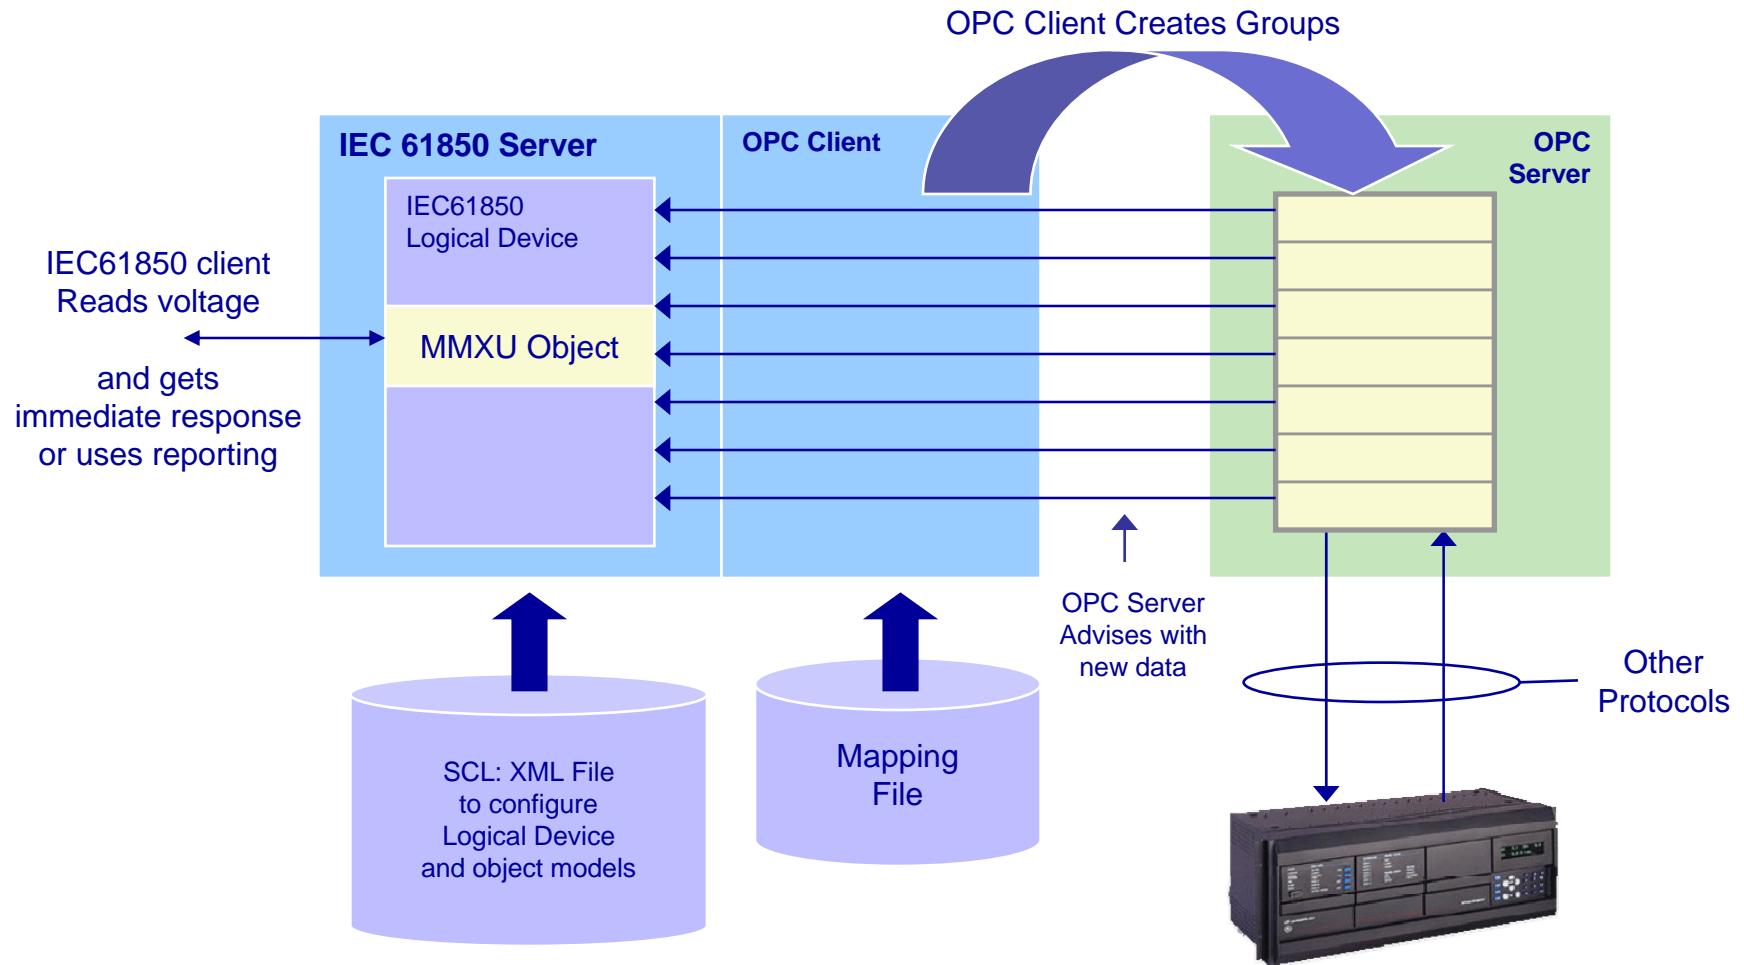 OPC Client Creates Groups
IEC 61850 Server
OPC Client
OPC
Server
IEC61850
Logical Device
IEC61850 client
Reads voltage
MMXU Object
and gets
immediate response
or uses reporting
OPC Server
Advises with
new data
Other
Protocols
SCL: XML File
to configure
Logical Device
and object models
Mapping
File